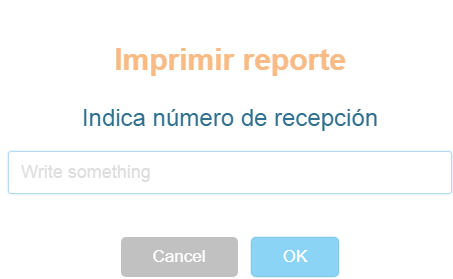 Imprimir reporte
Indica número de recepción
Write something
Cancel OK